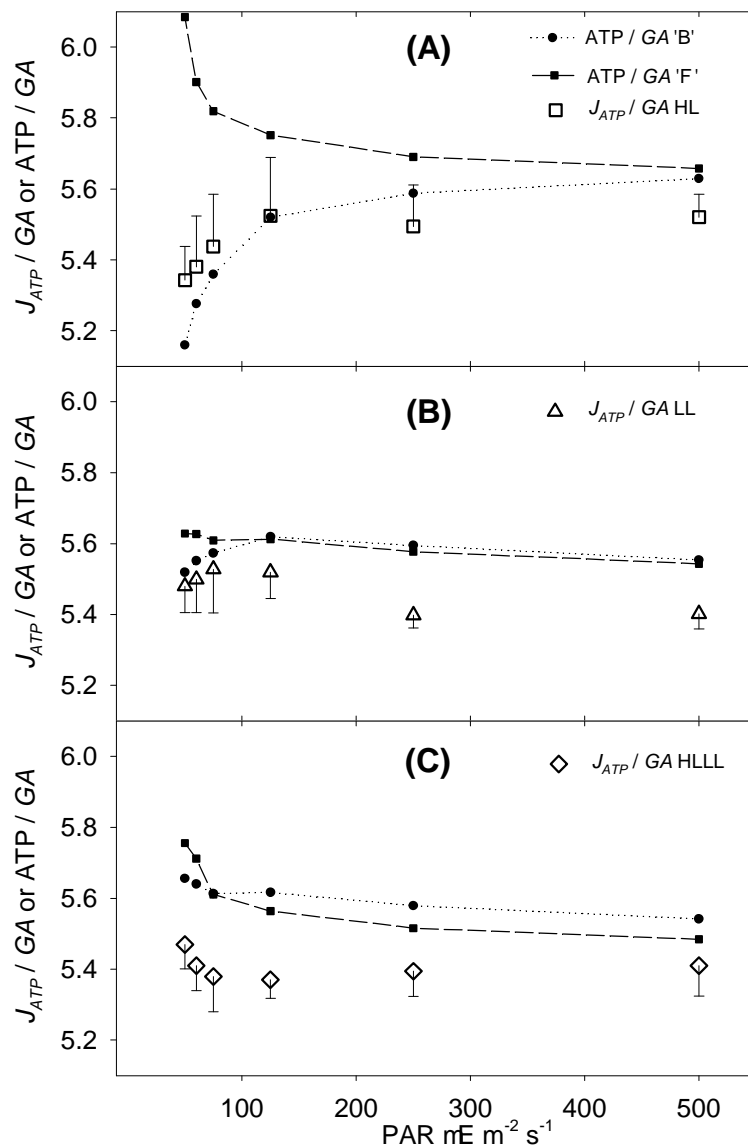 (A)
ATP / GA 'B'
ATP / GA 'F'
J_ATP / GA HL
J_ATP / GA or ATP / GA
6.0
5.8
5.6
5.4
5.2
(B)
J_ATP / GA LL
J_ATP / GA or ATP / GA
6.0
5.8
5.6
5.4
5.2
(C)
J_ATP / GA HLLL
J_ATP / GA or ATP / GA
6.0
5.8
5.6
5.4
5.2
100 200 300 400 500
PAR mE m⁻² s⁻¹